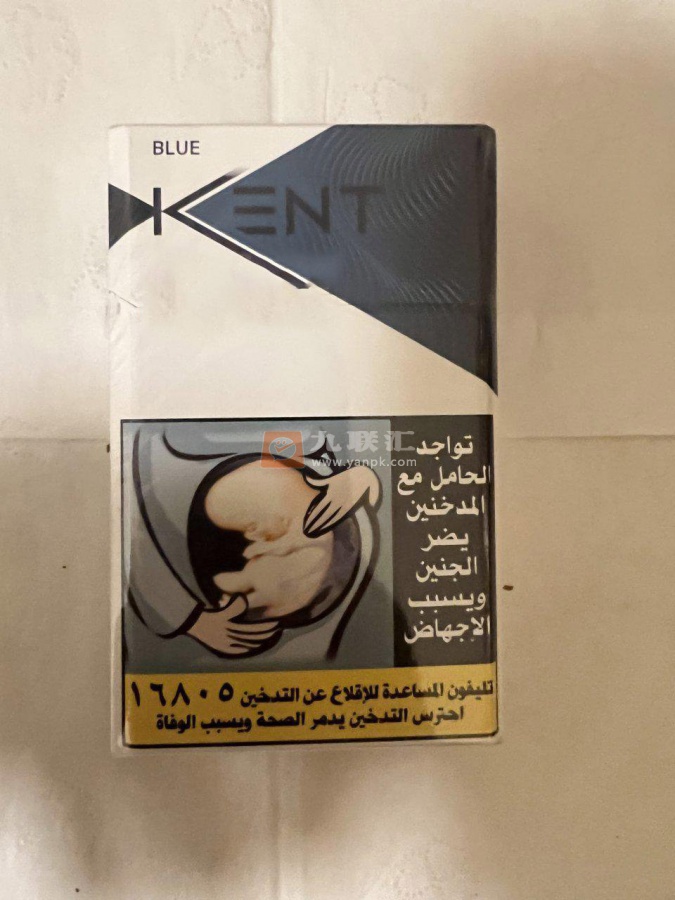 BLUE
KENT
九联汇
www.yanpk.com
تواجد
الحامل مع
المدخنين
يضر
الجنين
ويسبب
الإجهاض
تليفون المساعدة للإقلاع عن التدخين ١٦٨٠٥
احترس التدخين يدمر الصحة ويسبب الوفاة